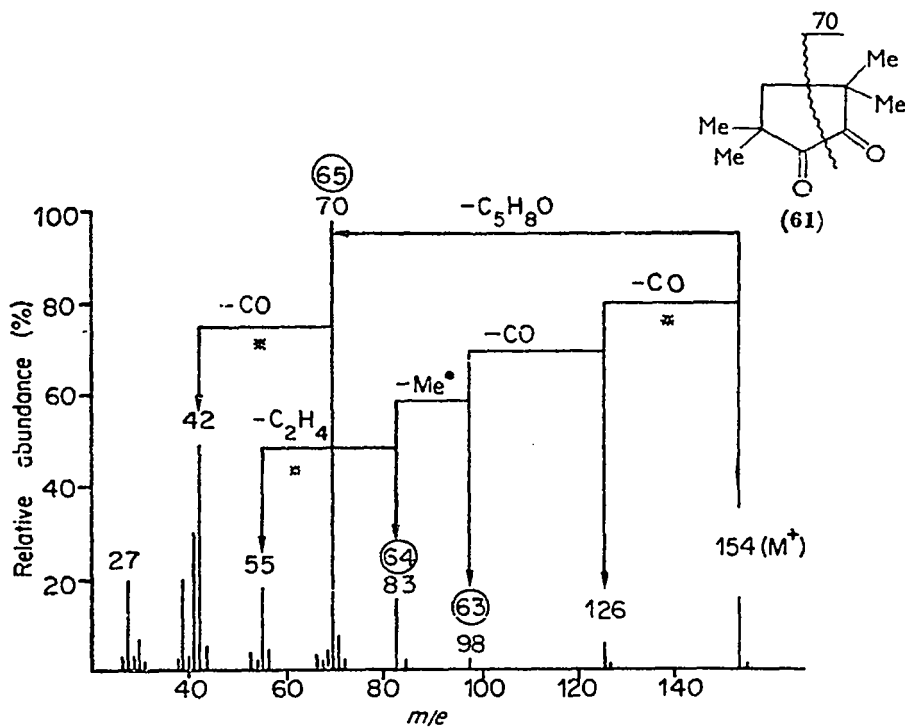 70
Me
Me
Me
Me
O
O
(61)
65
70
100
80
60
40
20
Relative abundance (%)
–C₅H₈O
–CO
*
–CO
*
–CO
–Me•
–C₂H₄
*
42
27
55
64
83
63
98
126
154 (M⁺)
40
60
80
100
120
140
m/e